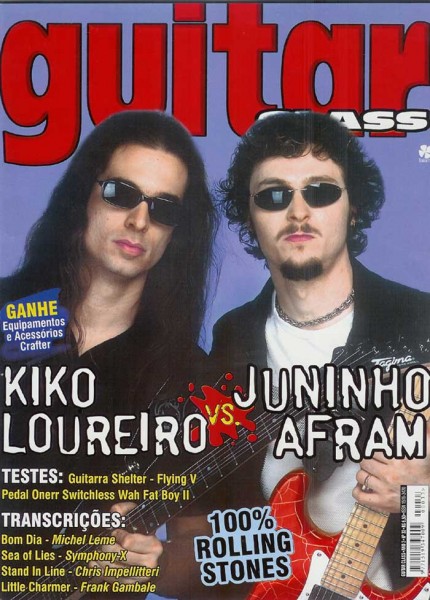 guitar
CLASS
GANHE
Equipamentos
e Acessórios
Crafter
Tagima
KIKO
LOUREIRO
VS.
JUNINHO
AFRAM
TESTES: Guitarra Shelter - Flying V
Pedal Onerr Switchless Wah Fat Boy II
TRANSCRIÇÕES:
Bom Dia - Michel Leme
Sea of Lies - Symphony-X
Stand In Line - Chris Impellitteri
Little Charmer - Frank Gambale
100%
ROLLING
STONES